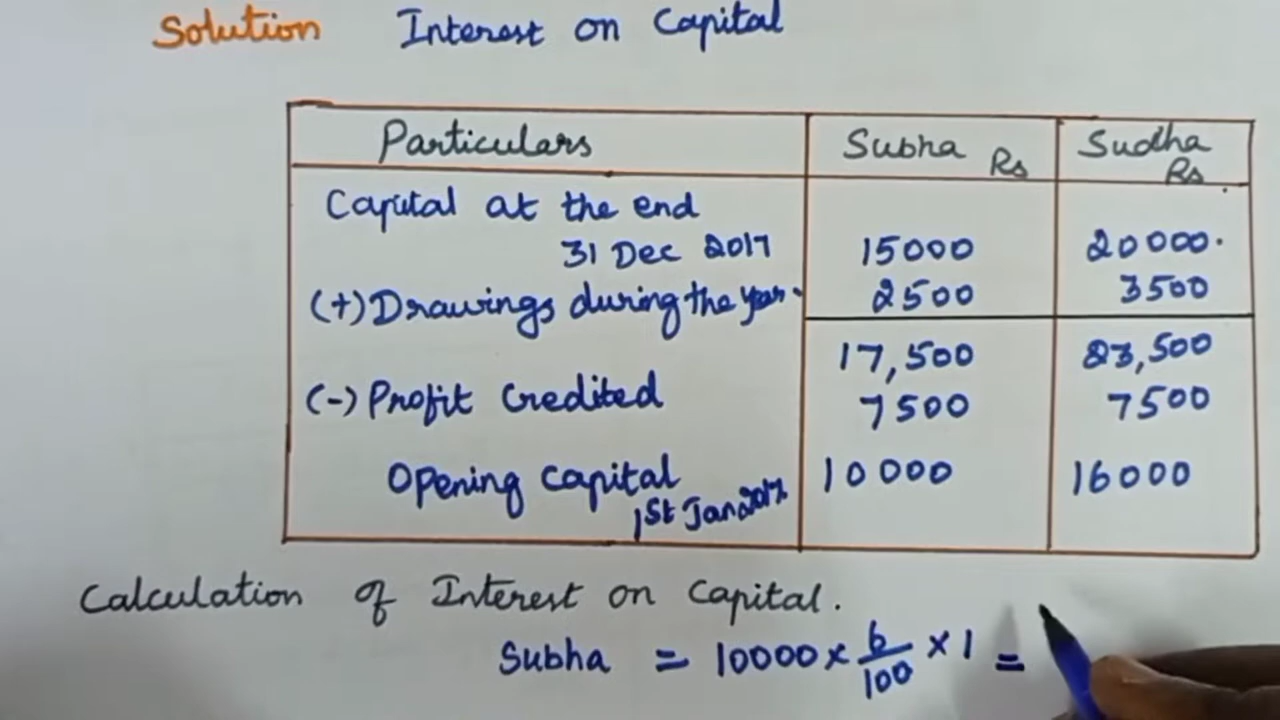 Solution Interest on Capital
Particulars Subha Rs Sudha Rs.
Capital at the end
31 Dec 2017 15000 20000.
(+) Drawings during the year. 2500 3500
17,500 23,500
(-) Profit Credited 7500 7500
Opening Capital 10000 16000
1st Jan 2017
Calculation of Interest on Capital.
Subha = 10000 × 6/100 × 1 =